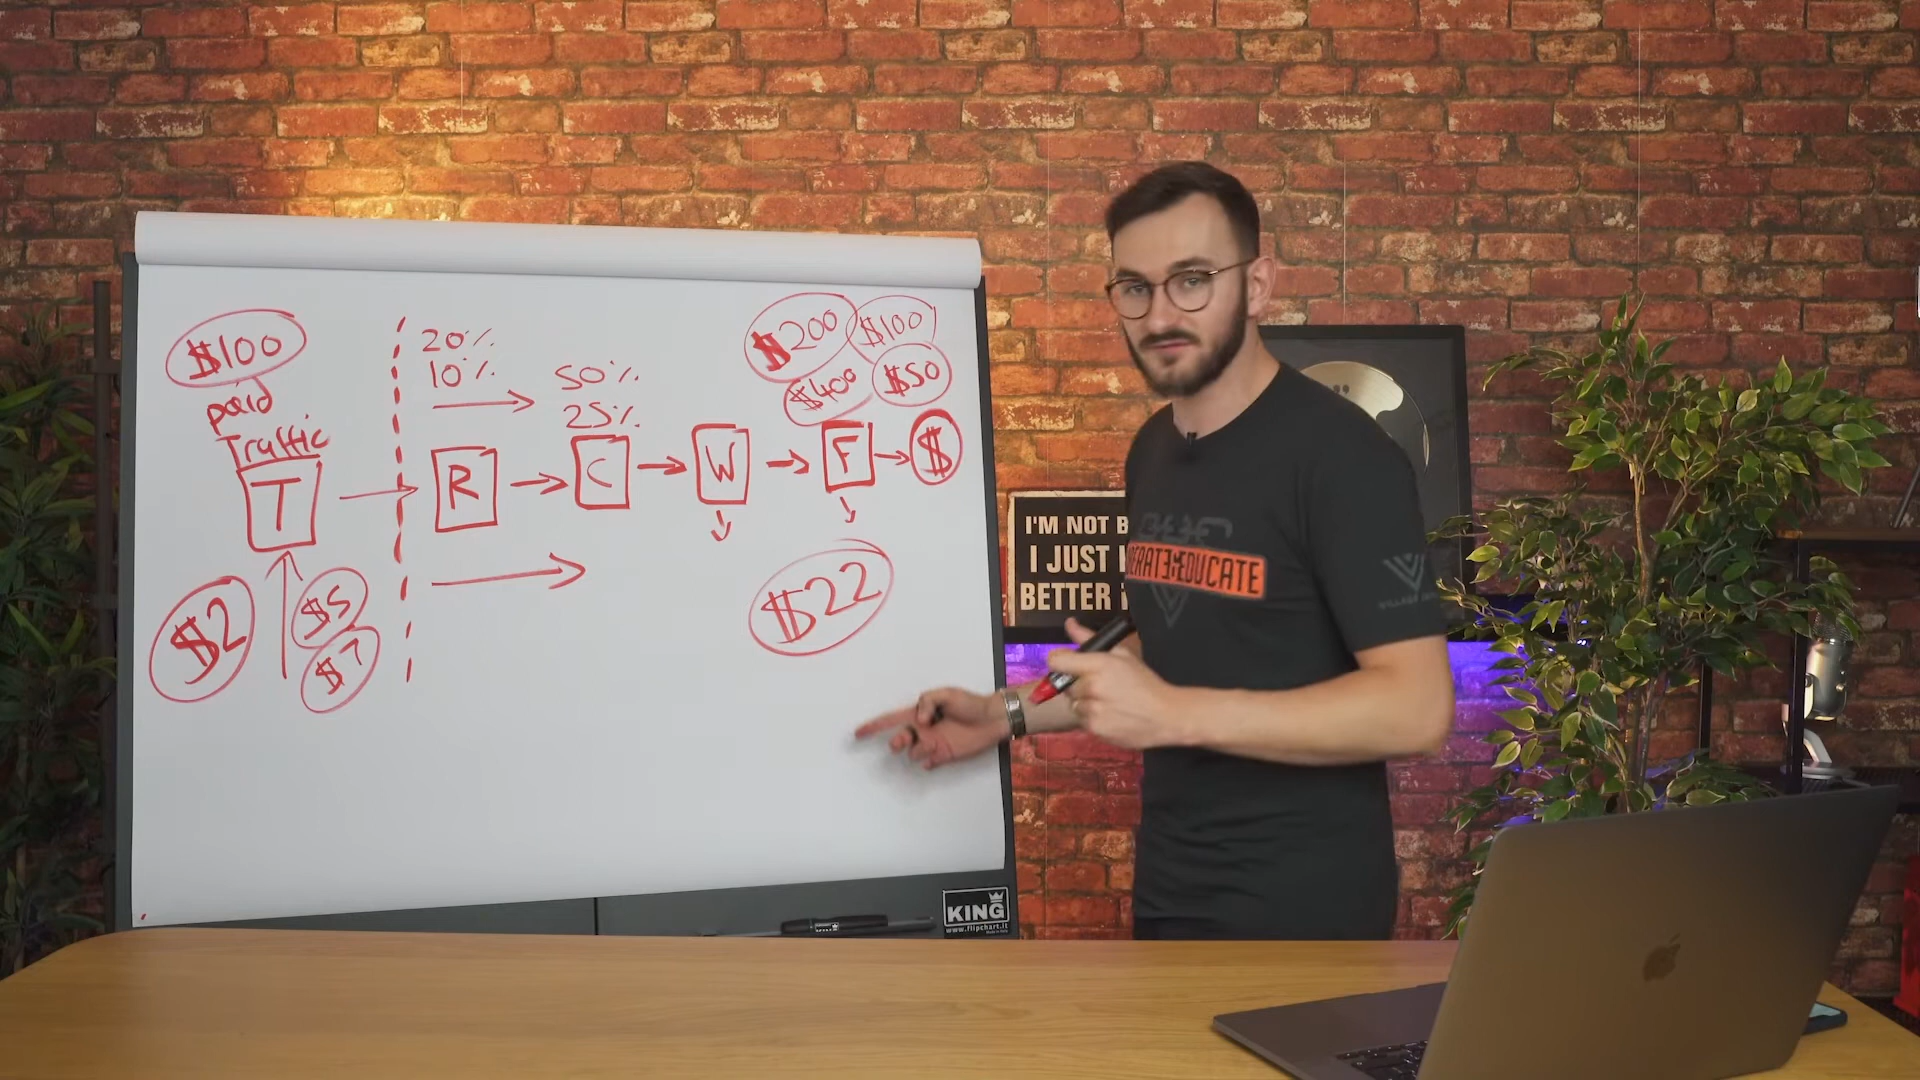 $100
paid
Traffic
T
20%
10%
50%
25%
$200
$100
$400
$50
R
C
W
F
$
$2
$5
$7
$22
I'M NOT B
I JUST
BETTER
EDUCATE
KING
www.flipchart.it